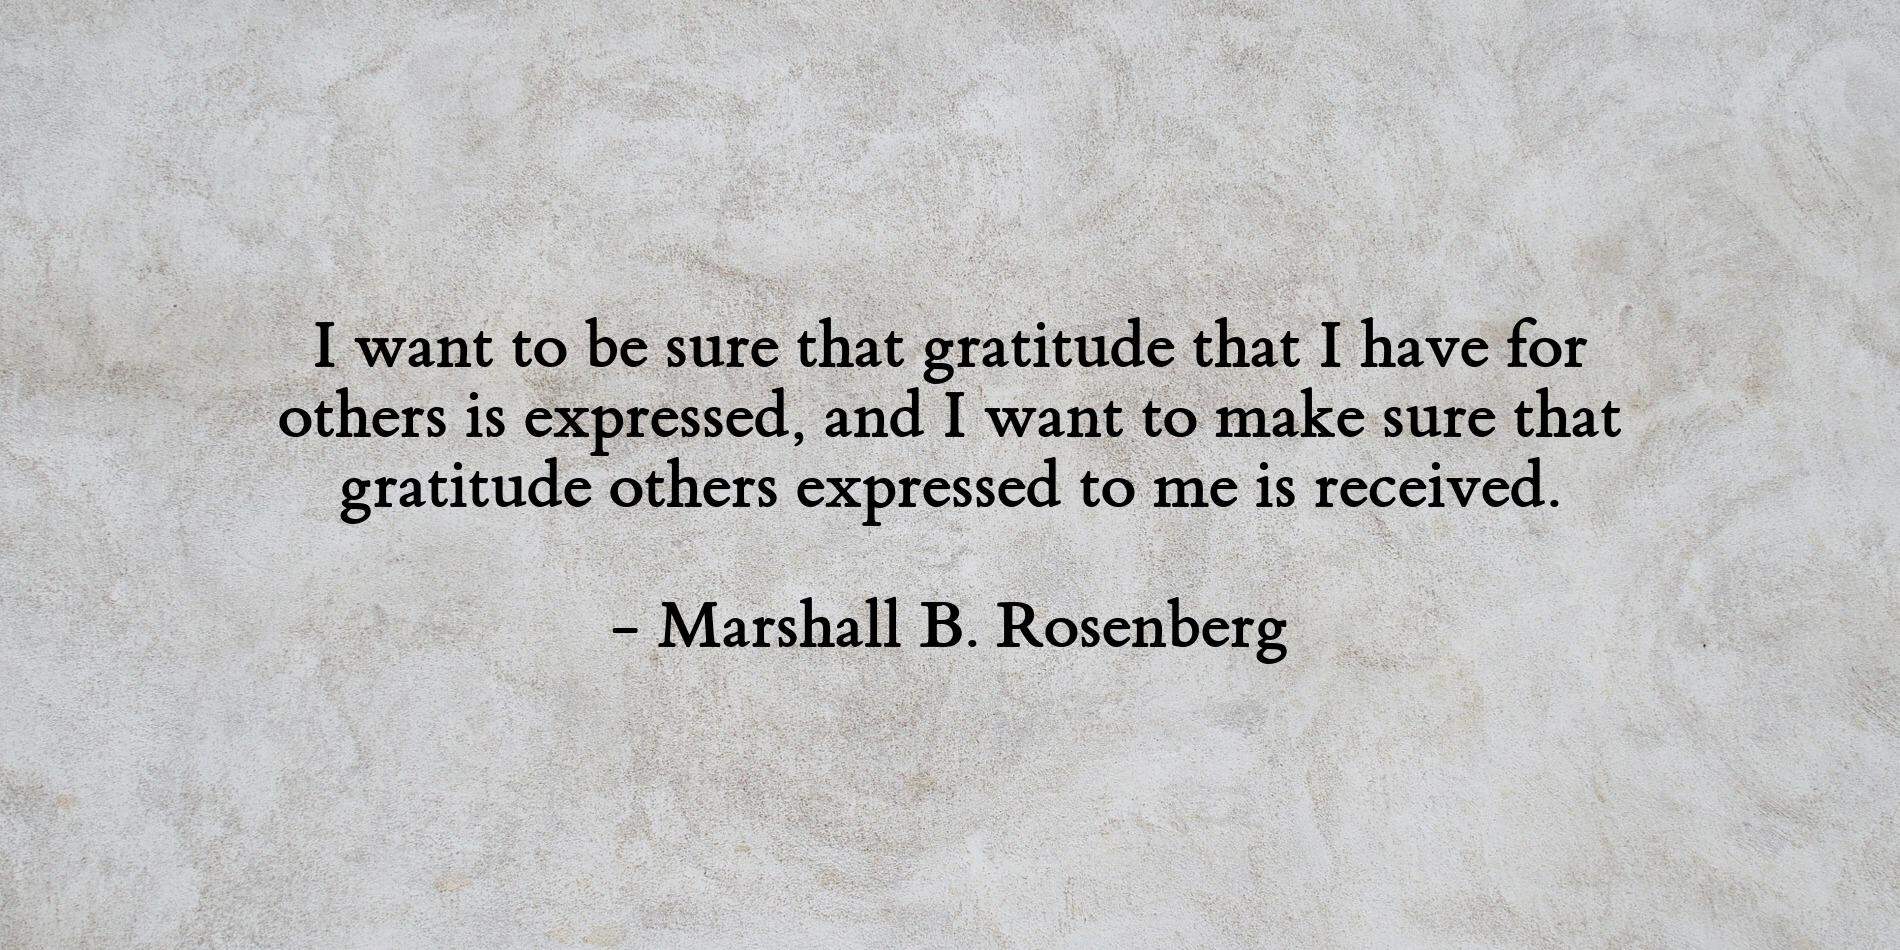 I want to be sure that gratitude that I have for
others is expressed, and I want to make sure that
gratitude others expressed to me is received.
- Marshall B. Rosenberg